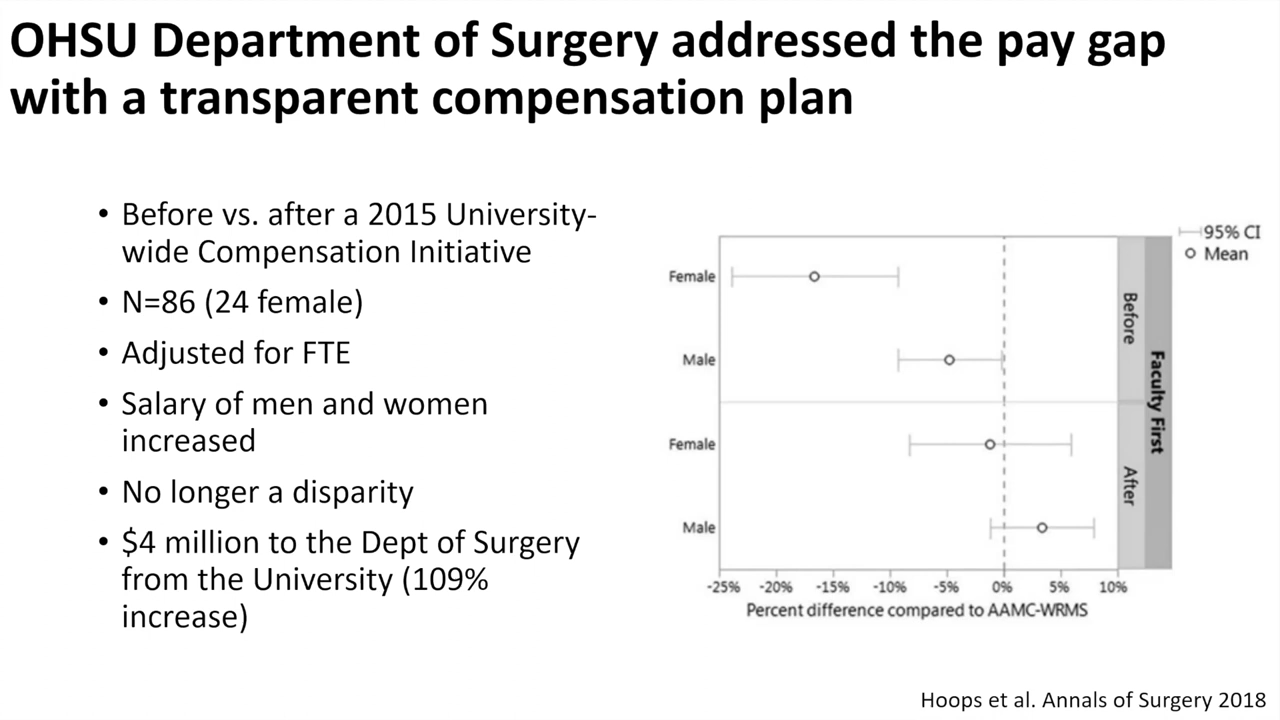 OHSU Department of Surgery addressed the pay gap
with a transparent compensation plan
• Before vs. after a 2015 University-
wide Compensation Initiative
• N=86 (24 female)
• Adjusted for FTE
• Salary of men and women
increased
• No longer a disparity
• $4 million to the Dept of Surgery
from the University (109%
increase)
95% CI
Mean
Female
Male
Before
Female
Male
After
Faculty First
-25% -20% -15% -10% -5% 0% 5% 10%
Percent difference compared to AAMC-WRMS
Hoops et al. Annals of Surgery 2018